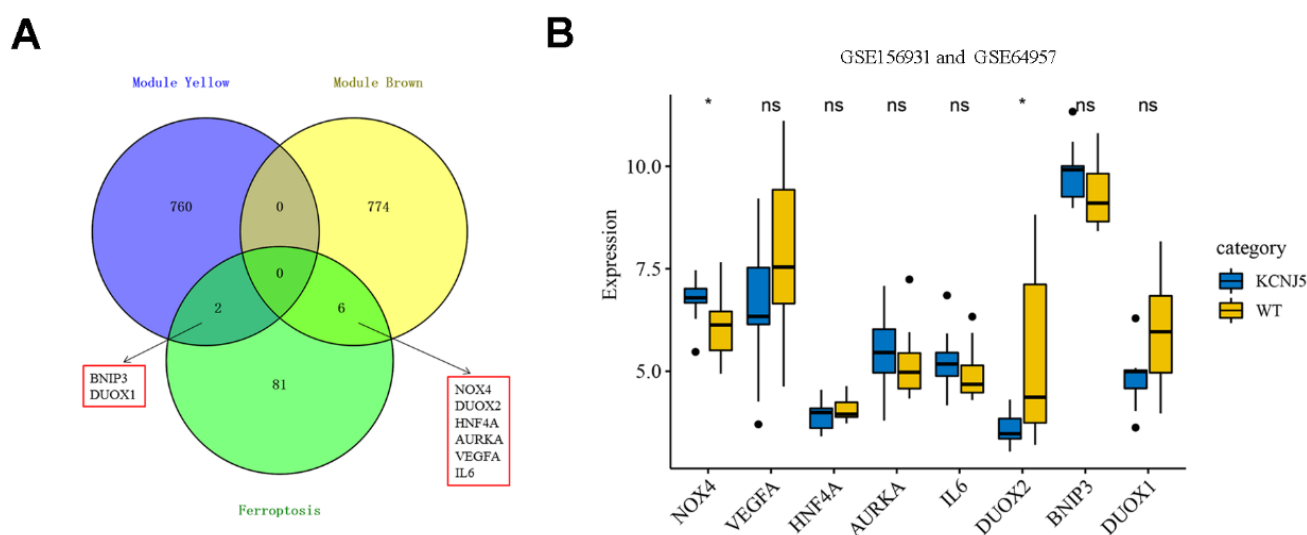 A
Module Yellow
Module Brown
760
0
774
0
2
6
81
BNIP3
DUOX1
NOX4
DUOX2
HNF4A
AURKA
VEGFA
IL6
Ferroptosis
B
GSE156931 and GSE64957
* ns ns ns ns * ns ns
Expression
10.0
7.5
5.0
NOX4
VEGFA
HNF4A
AURKA
IL6
DUOX2
BNIP3
DUOX1
category
KCNJ5
WT